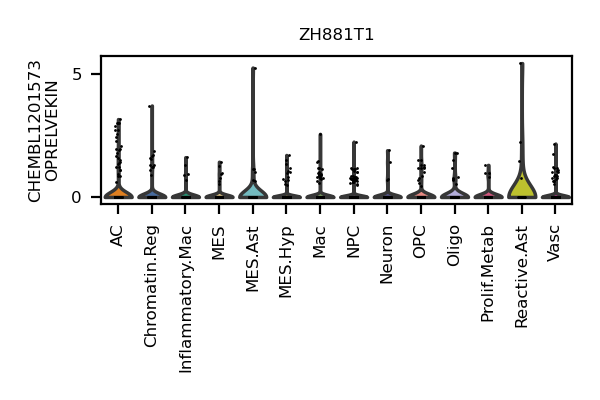 ZH881T1
CHEMBL1201573
OPRELVEKIN
5
0
AC
Chromatin.Reg
Inflammatory.Mac
MES
MES.Ast
MES.Hyp
Mac
NPC
Neuron
OPC
Oligo
Prolif.Metab
Reactive.Ast
Vasc